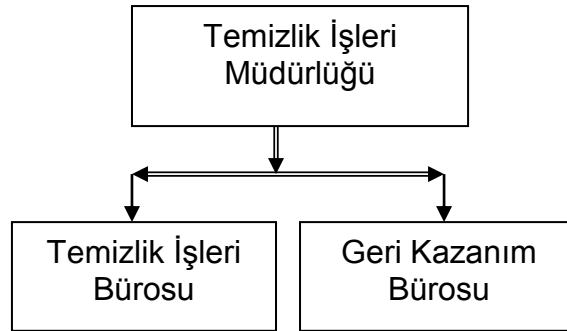 Temizlik İşleri
Müdürlüğü
Temizlik İşleri
Bürosu
Geri Kazanım
Bürosu